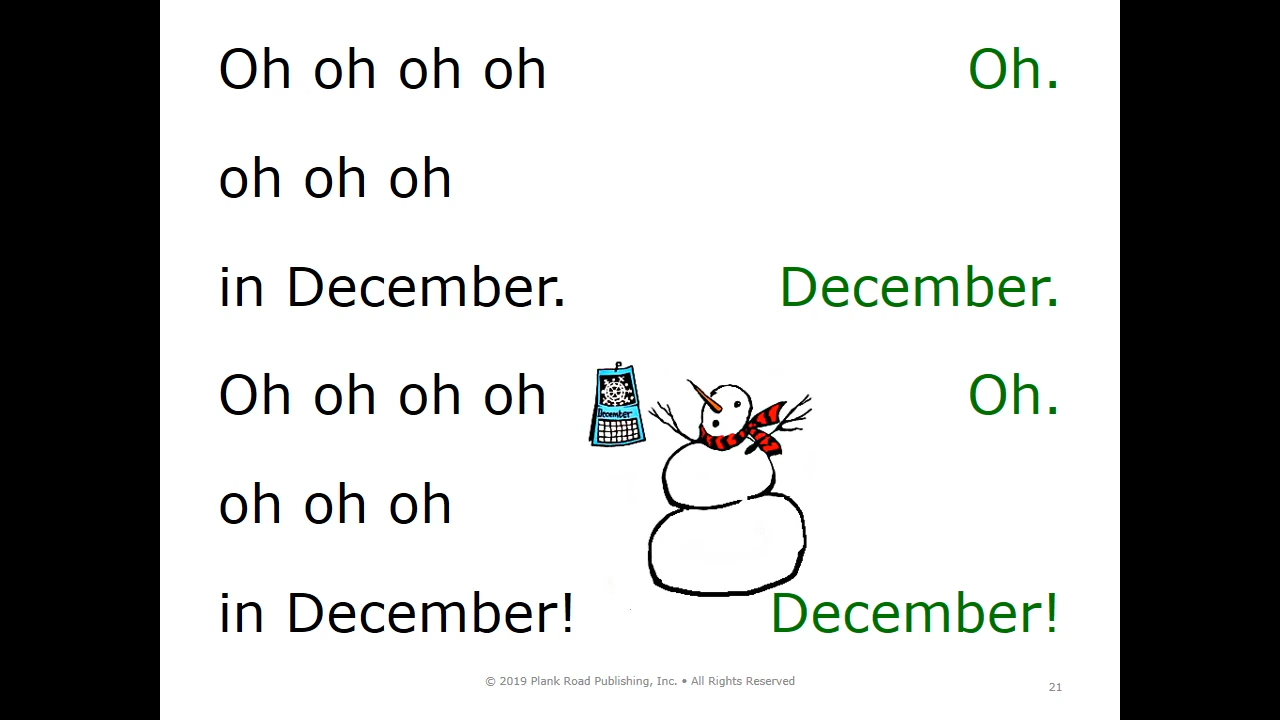 Oh oh oh oh Oh.
oh oh oh
in December. December.
Oh oh oh oh Oh.
December
oh oh oh
in December! December!
© 2019 Plank Road Publishing, Inc. • All Rights Reserved
21